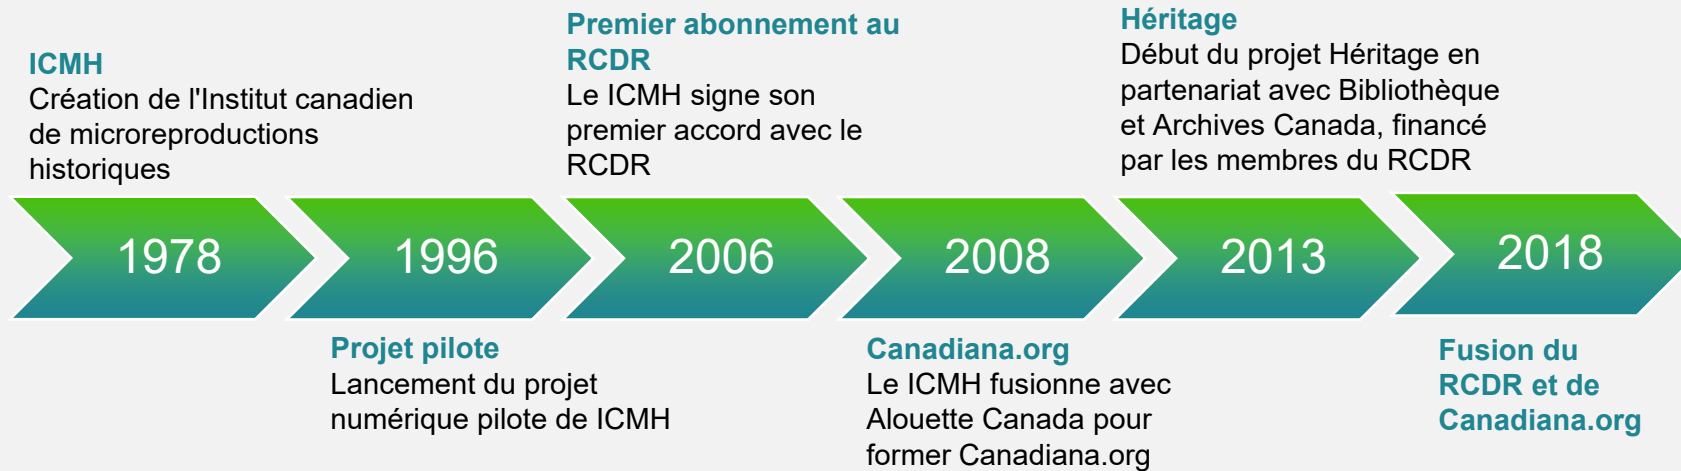 ICMH
Création de l'Institut canadien
de microreproductions
historiques
Premier abonnement au
RCDR
Le ICMH signe son
premier accord avec le
RCDR
Héritage
Début du projet Héritage en
partenariat avec Bibliothèque
et Archives Canada, financé
par les membres du RCDR
1978
1996
2006
2008
2013
2018
Projet pilote
Lancement du projet
numérique pilote de ICMH
Canadiana.org
Le ICMH fusionne avec
Alouette Canada pour
former Canadiana.org
Fusion du
RCDR et de
Canadiana.org